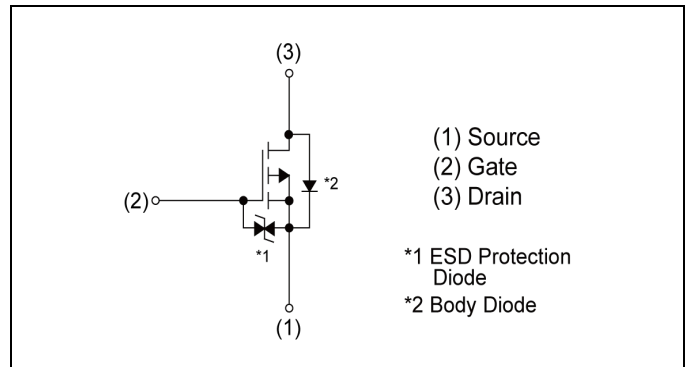 (3)
(2)
*2
*1
(1)
(1) Source
(2) Gate
(3) Drain
*1 ESD Protection
Diode
*2 Body Diode